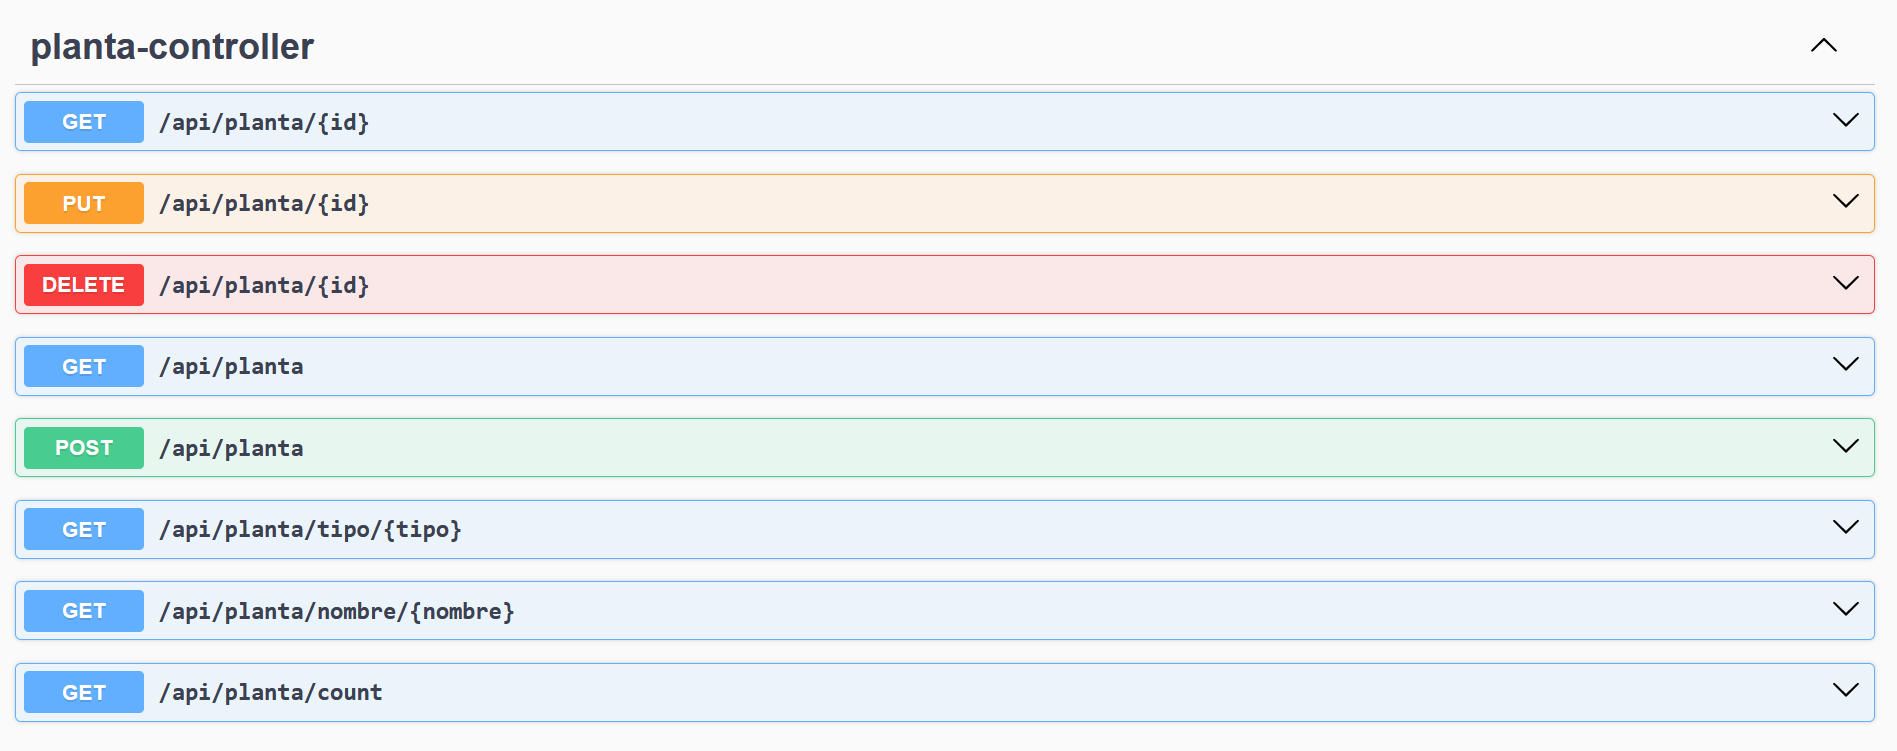 planta-controller
GET /api/planta/{id}
PUT /api/planta/{id}
DELETE /api/planta/{id}
GET /api/planta
POST /api/planta
GET /api/planta/tipo/{tipo}
GET /api/planta/nombre/{nombre}
GET /api/planta/count